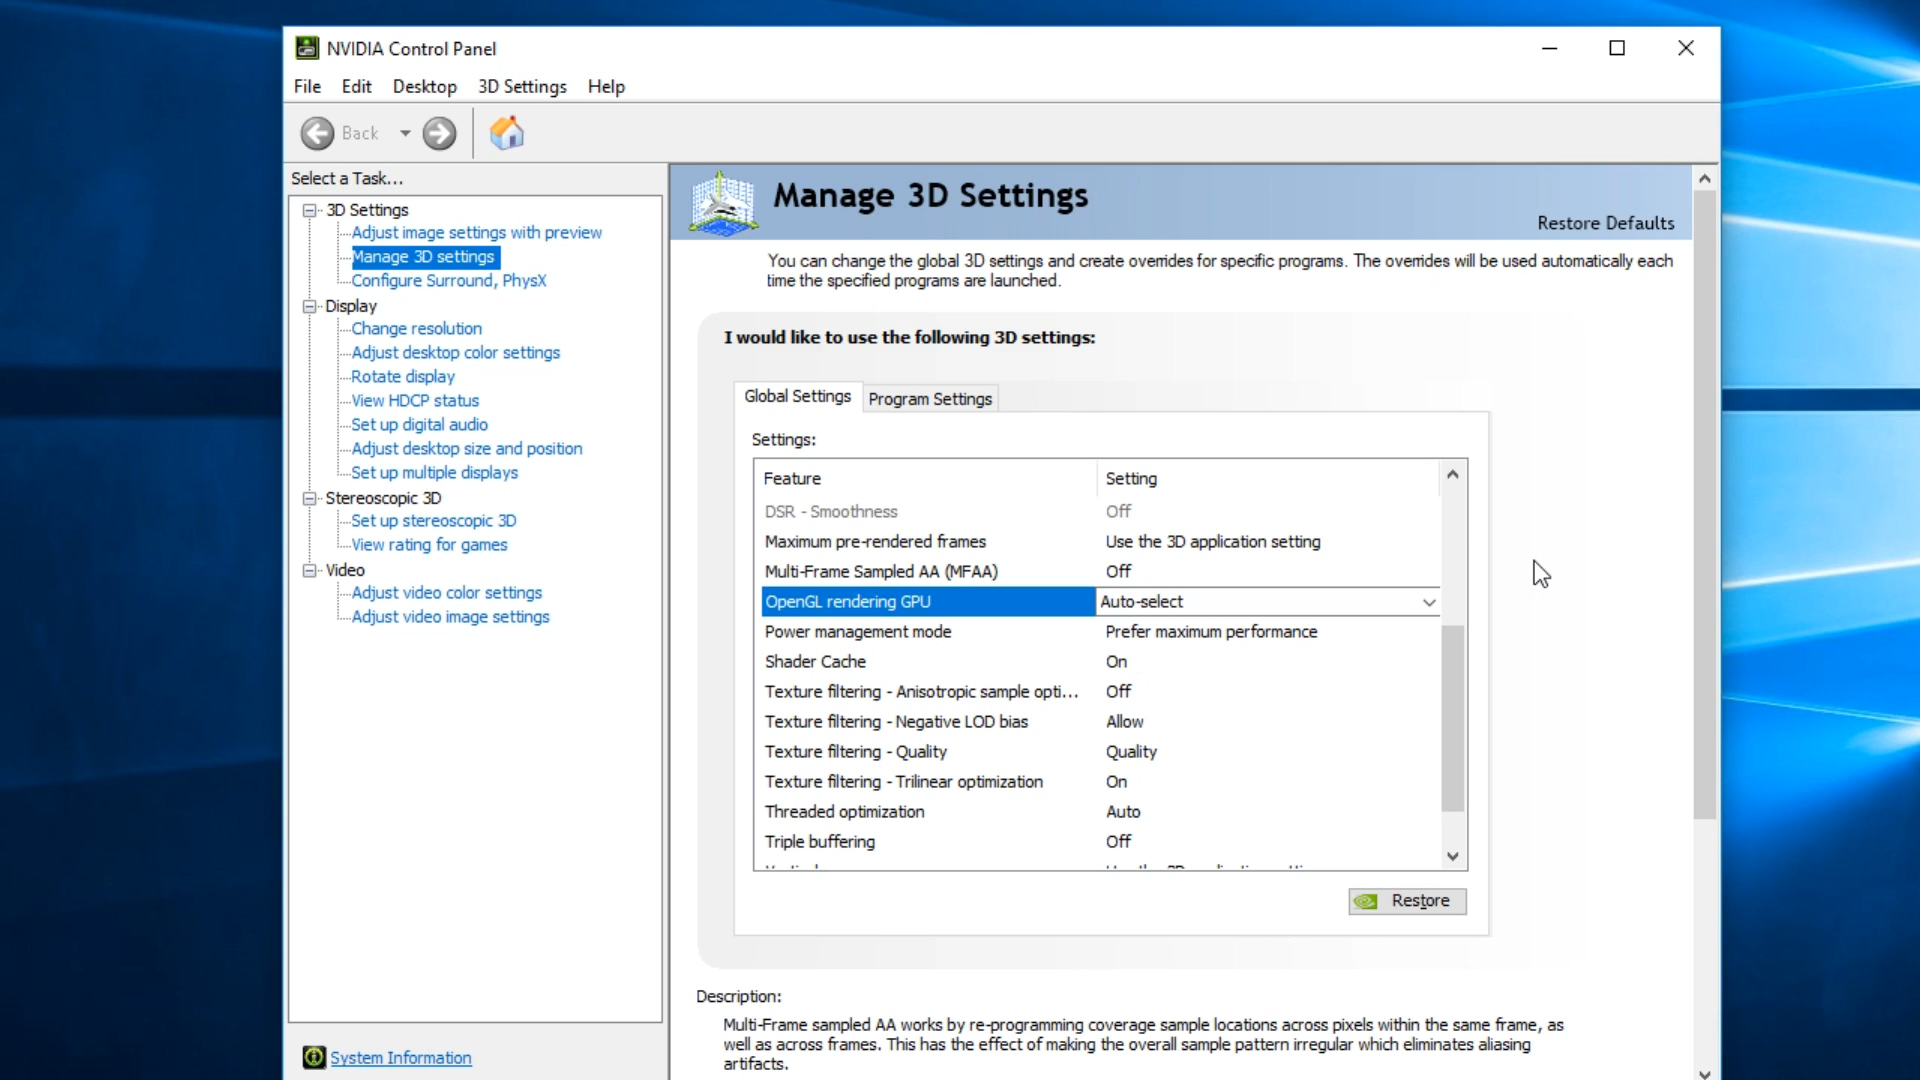 NVIDIA Control Panel
File Edit Desktop 3D Settings Help
Back
Select a Task...
3D Settings
Adjust image settings with preview
Manage 3D settings
Configure Surround, PhysX
Display
Change resolution
Adjust desktop color settings
Rotate display
View HDCP status
Set up digital audio
Adjust desktop size and position
Set up multiple displays
Stereoscopic 3D
Set up stereoscopic 3D
View rating for games
Video
Adjust video color settings
Adjust video image settings
System Information
Manage 3D Settings
Restore Defaults
You can change the global 3D settings and create overrides for specific programs. The overrides will be used automatically each
time the specified programs are launched.
I would like to use the following 3D settings:
Global Settings Program Settings
Settings:
Feature Setting
DSR - Smoothness Off
Maximum pre-rendered frames Use the 3D application setting
Multi-Frame Sampled AA (MFAA) Off
OpenGL rendering GPU Auto-select
Power management mode Prefer maximum performance
Shader Cache On
Texture filtering - Anisotropic sample opti... Off
Texture filtering - Negative LOD bias Allow
Texture filtering - Quality Quality
Texture filtering - Trilinear optimization On
Threaded optimization Auto
Triple buffering Off
Restore
Description:
Multi-Frame sampled AA works by re-programming coverage sample locations across pixels within the same frame, as
well as across frames. This has the effect of making the overall sample pattern irregular which eliminates aliasing
artifacts.